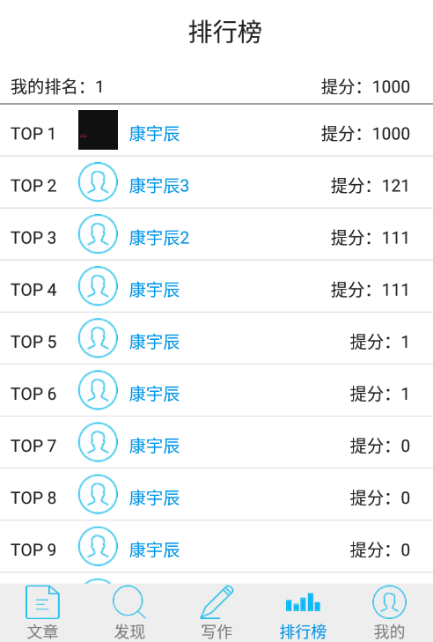 排行榜
我的排名：1 提分：1000
TOP 1 康宇辰 提分：1000
TOP 2 康宇辰3 提分：121
TOP 3 康宇辰2 提分：111
TOP 4 康宇辰 提分：111
TOP 5 康宇辰 提分：1
TOP 6 康宇辰 提分：1
TOP 7 康宇辰 提分：0
TOP 8 康宇辰 提分：0
TOP 9 康宇辰 提分：0
文章 发现 写作 排行榜 我的